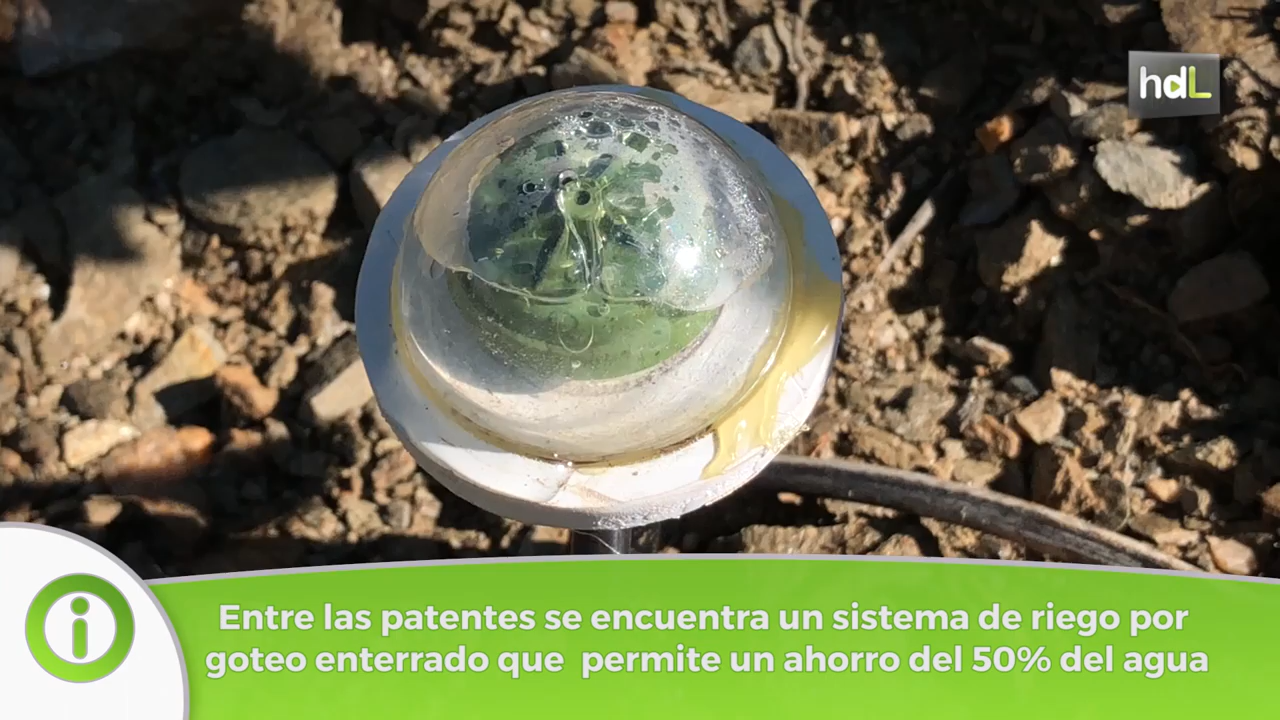 hdL
Entre las patentes se encuentra un sistema de riego por
goteo enterrado que  permite un ahorro del 50% del agua